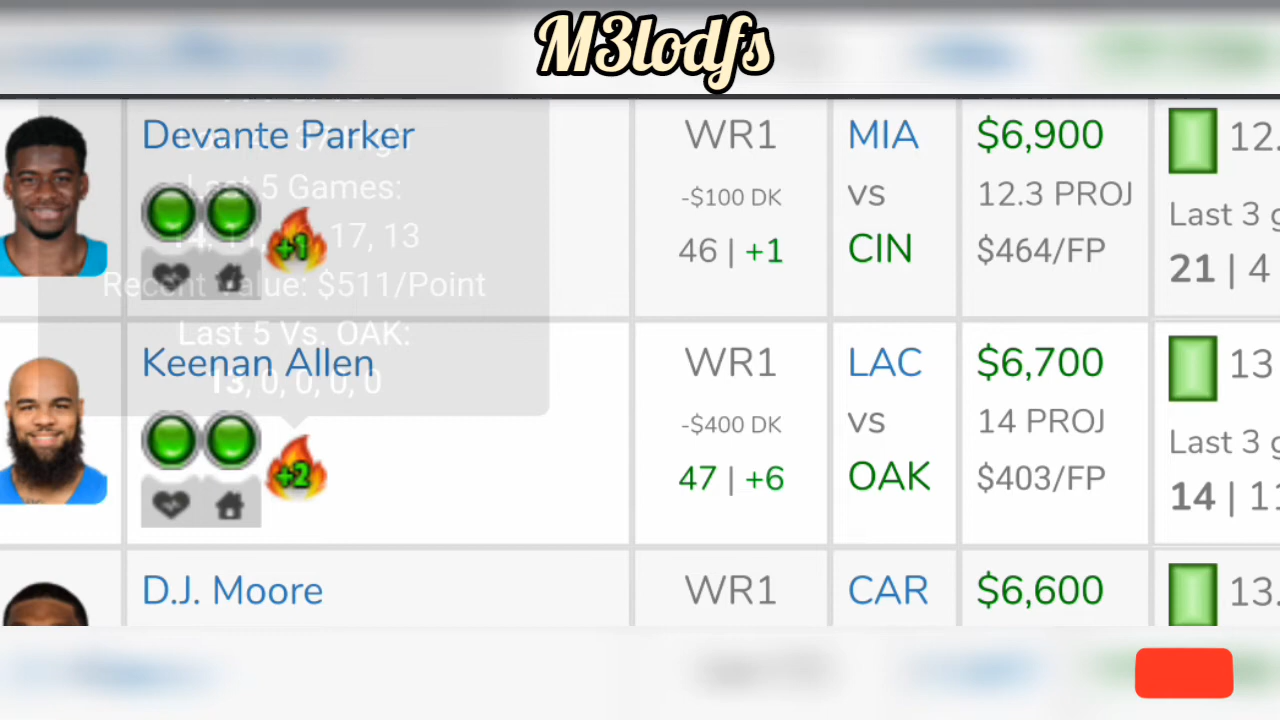 M3lodfs
Devante Parker
Last 5 Games:
17, 13
Recent Value: $511/Point
WR1
-$100 DK
46 | +1
MIA
vs
CIN
$6,900
12.3 PROJ
$464/FP
12.
Last 3 g
21 | 4
+1
Last 5 Vs. OAK:
Keenan Allen
13, 0, 0, 0, 0
+2
WR1
-$400 DK
47 | +6
LAC
vs
OAK
$6,700
14 PROJ
$403/FP
13
Last 3 g
14 | 11
D.J. Moore
WR1
CAR
$6,600
13.